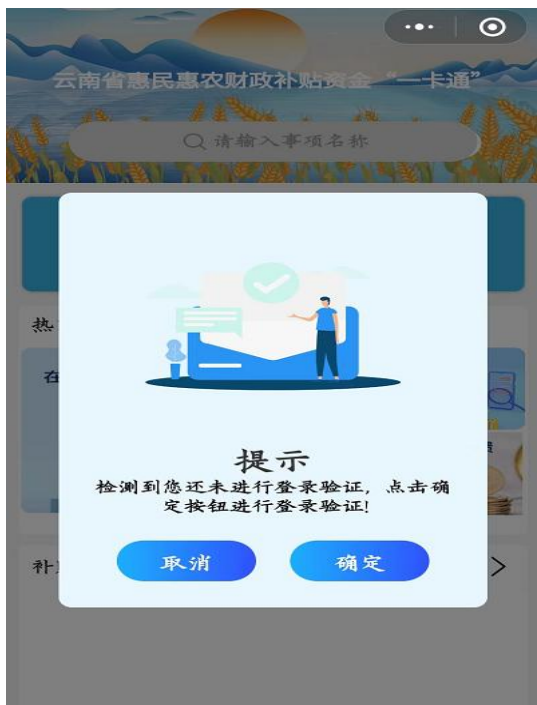 云南省惠民惠农财政补贴资金“一卡通”
请输入事项名称
热
在
提示
检测到您还未进行登录验证，点击确
定按钮进行登录验证!
取消
确定
补